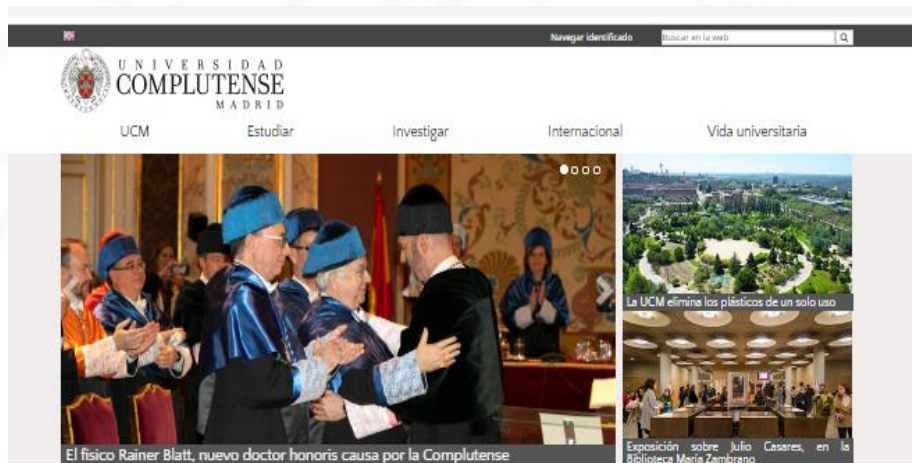 Navegar identificado
Buscar en la web
UNIVERSIDAD
COMPLUTENSE
MADRID
UCM
Estudiar
Investigar
Internacional
Vida universitaria
El físico Rainer Blatt, nuevo doctor honoris causa por la Complutense
La UCM elimina los plásticos de un solo uso
Exposición sobre Julio Casares, en la
Biblioteca María Zambrano